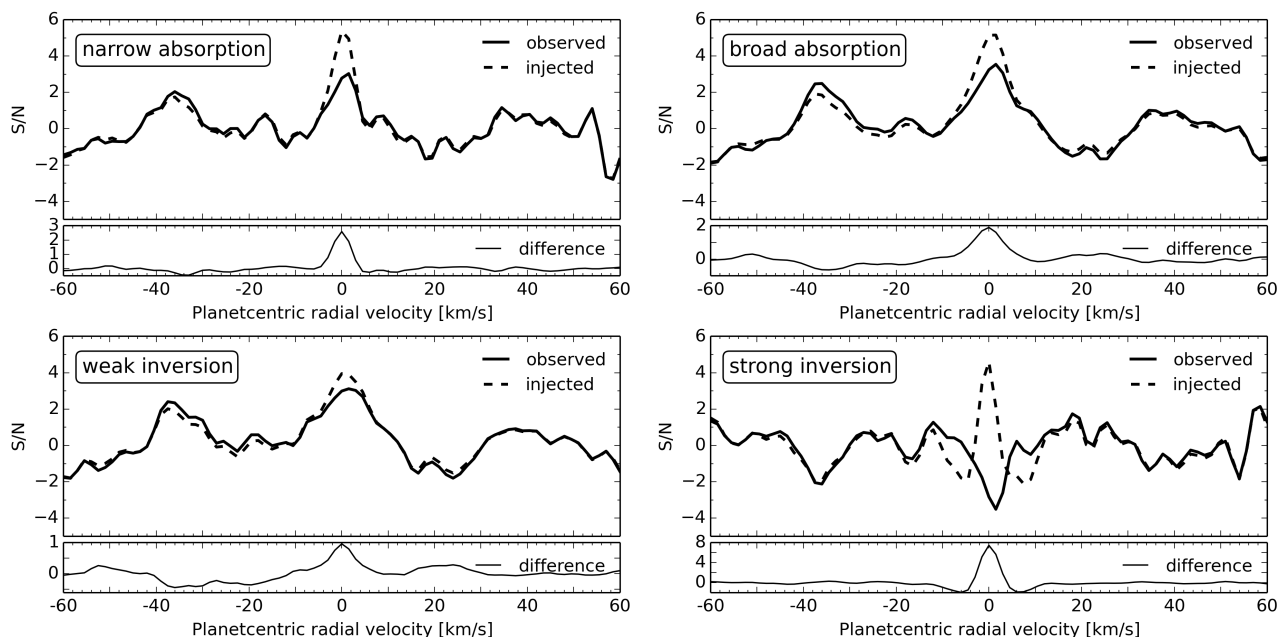 narrow absorption
observed
injected
S/N
6
4
2
0
−2
−4
3
2
1
0
difference
-60 -40 -20 0 20 40 60
Planetcentric radial velocity [km/s]
broad absorption
observed
injected
S/N
6
4
2
0
−2
−4
2
0
difference
-60 -40 -20 0 20 40 60
Planetcentric radial velocity [km/s]
weak inversion
observed
injected
S/N
6
4
2
0
−2
−4
1
0
difference
-60 -40 -20 0 20 40 60
Planetcentric radial velocity [km/s]
strong inversion
observed
injected
S/N
6
4
2
0
−2
−4
8
4
0
difference
-60 -40 -20 0 20 40 60
Planetcentric radial velocity [km/s]